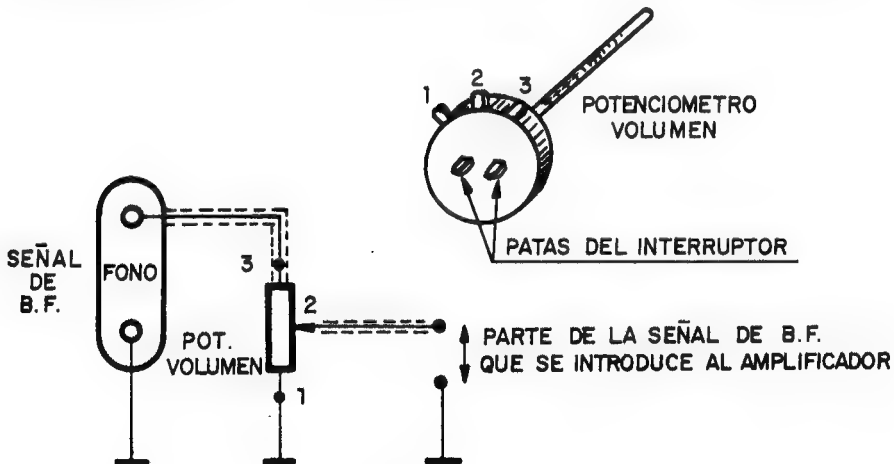 1
2
3
POTENCIOMETRO
VOLUMEN
PATAS DEL INTERRUPTOR
SEÑAL
DE
B.F.
FONO
3
2
POT.
VOLUMEN
1
PARTE DE LA SEÑAL DE B.F.
QUE SE INTRODUCE AL AMPLIFICADOR